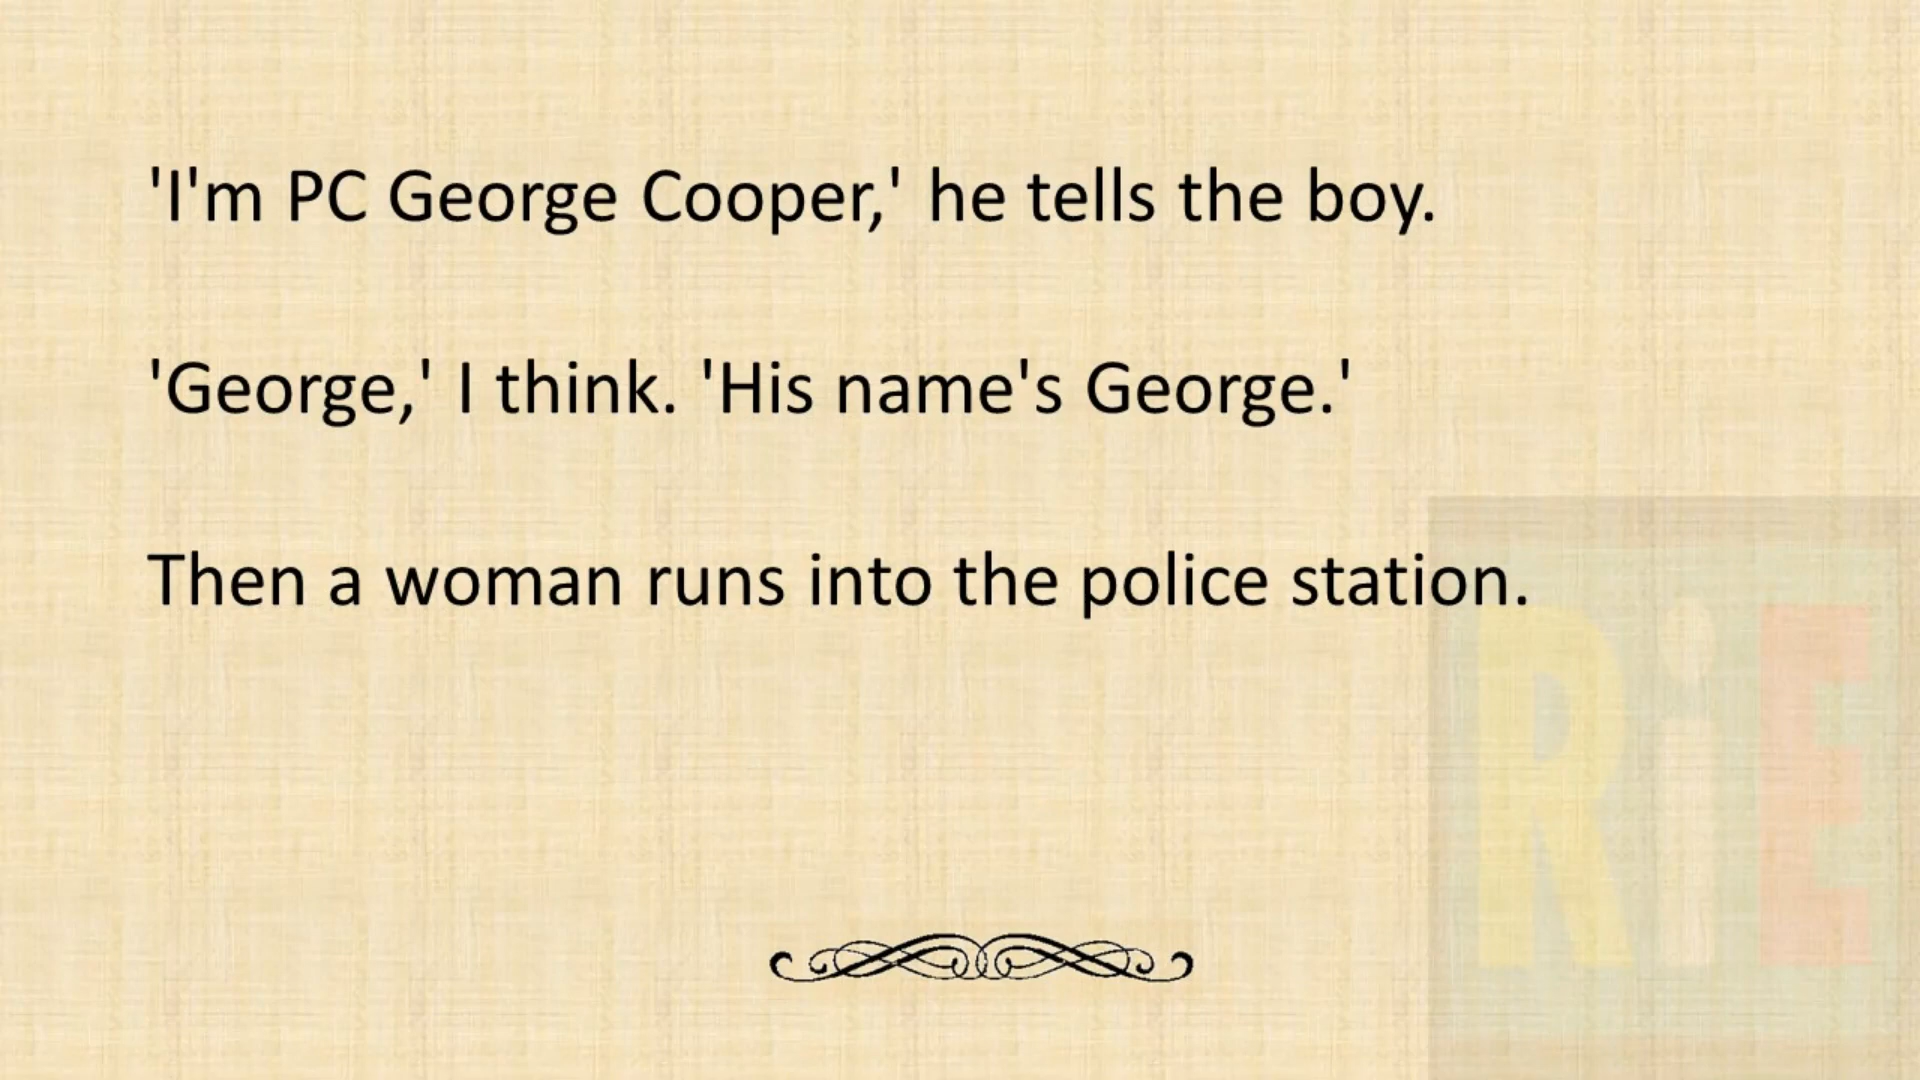 'I'm PC George Cooper,' he tells the boy.
'George,' I think. 'His name's George.'
Then a woman runs into the police station.
RiE